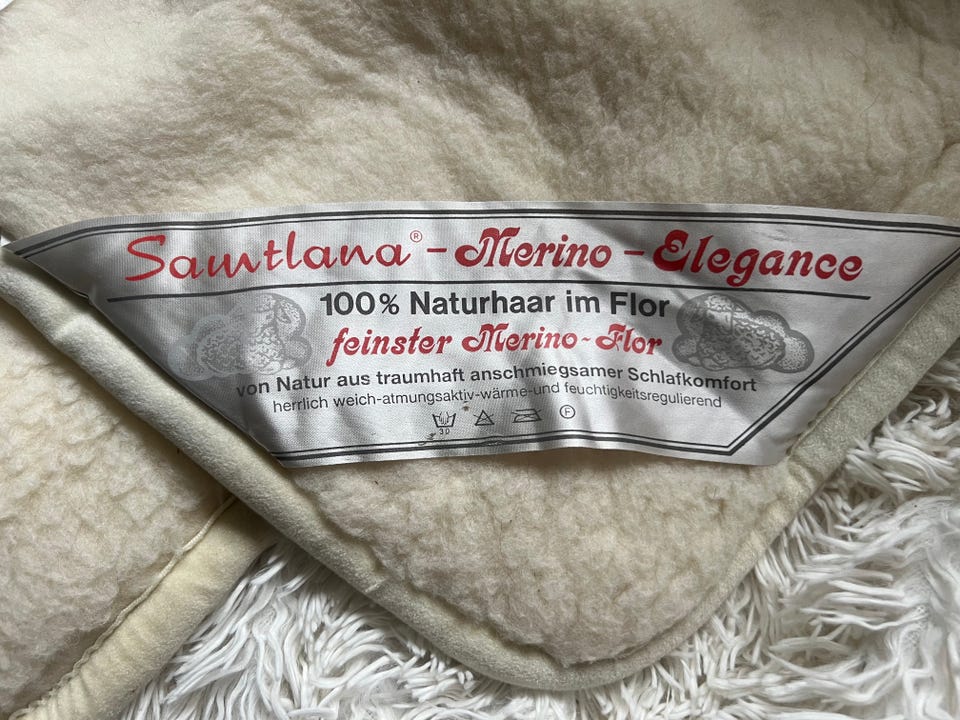 Samtlana® - Merino - Elegance
100% Naturhaar im Flor
feinster Merino-Flor
von Natur aus traumhaft anschmiegsamer Schlafkomfort
herrlich weich-atmungsaktiv-wärme-und feuchtigkeitsregulierend
30 F